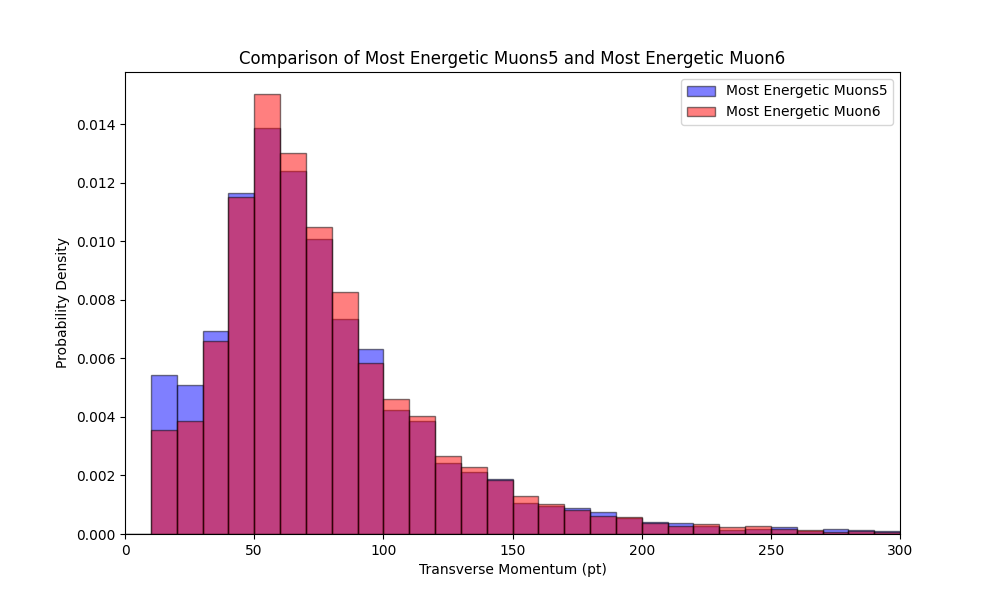 Comparison of Most Energetic Muons5 and Most Energetic Muon6
Most Energetic Muons5
Most Energetic Muon6
Probability Density
0.014
0.012
0.010
0.008
0.006
0.004
0.002
0.000
0 50 100 150 200 250 300
Transverse Momentum (pt)